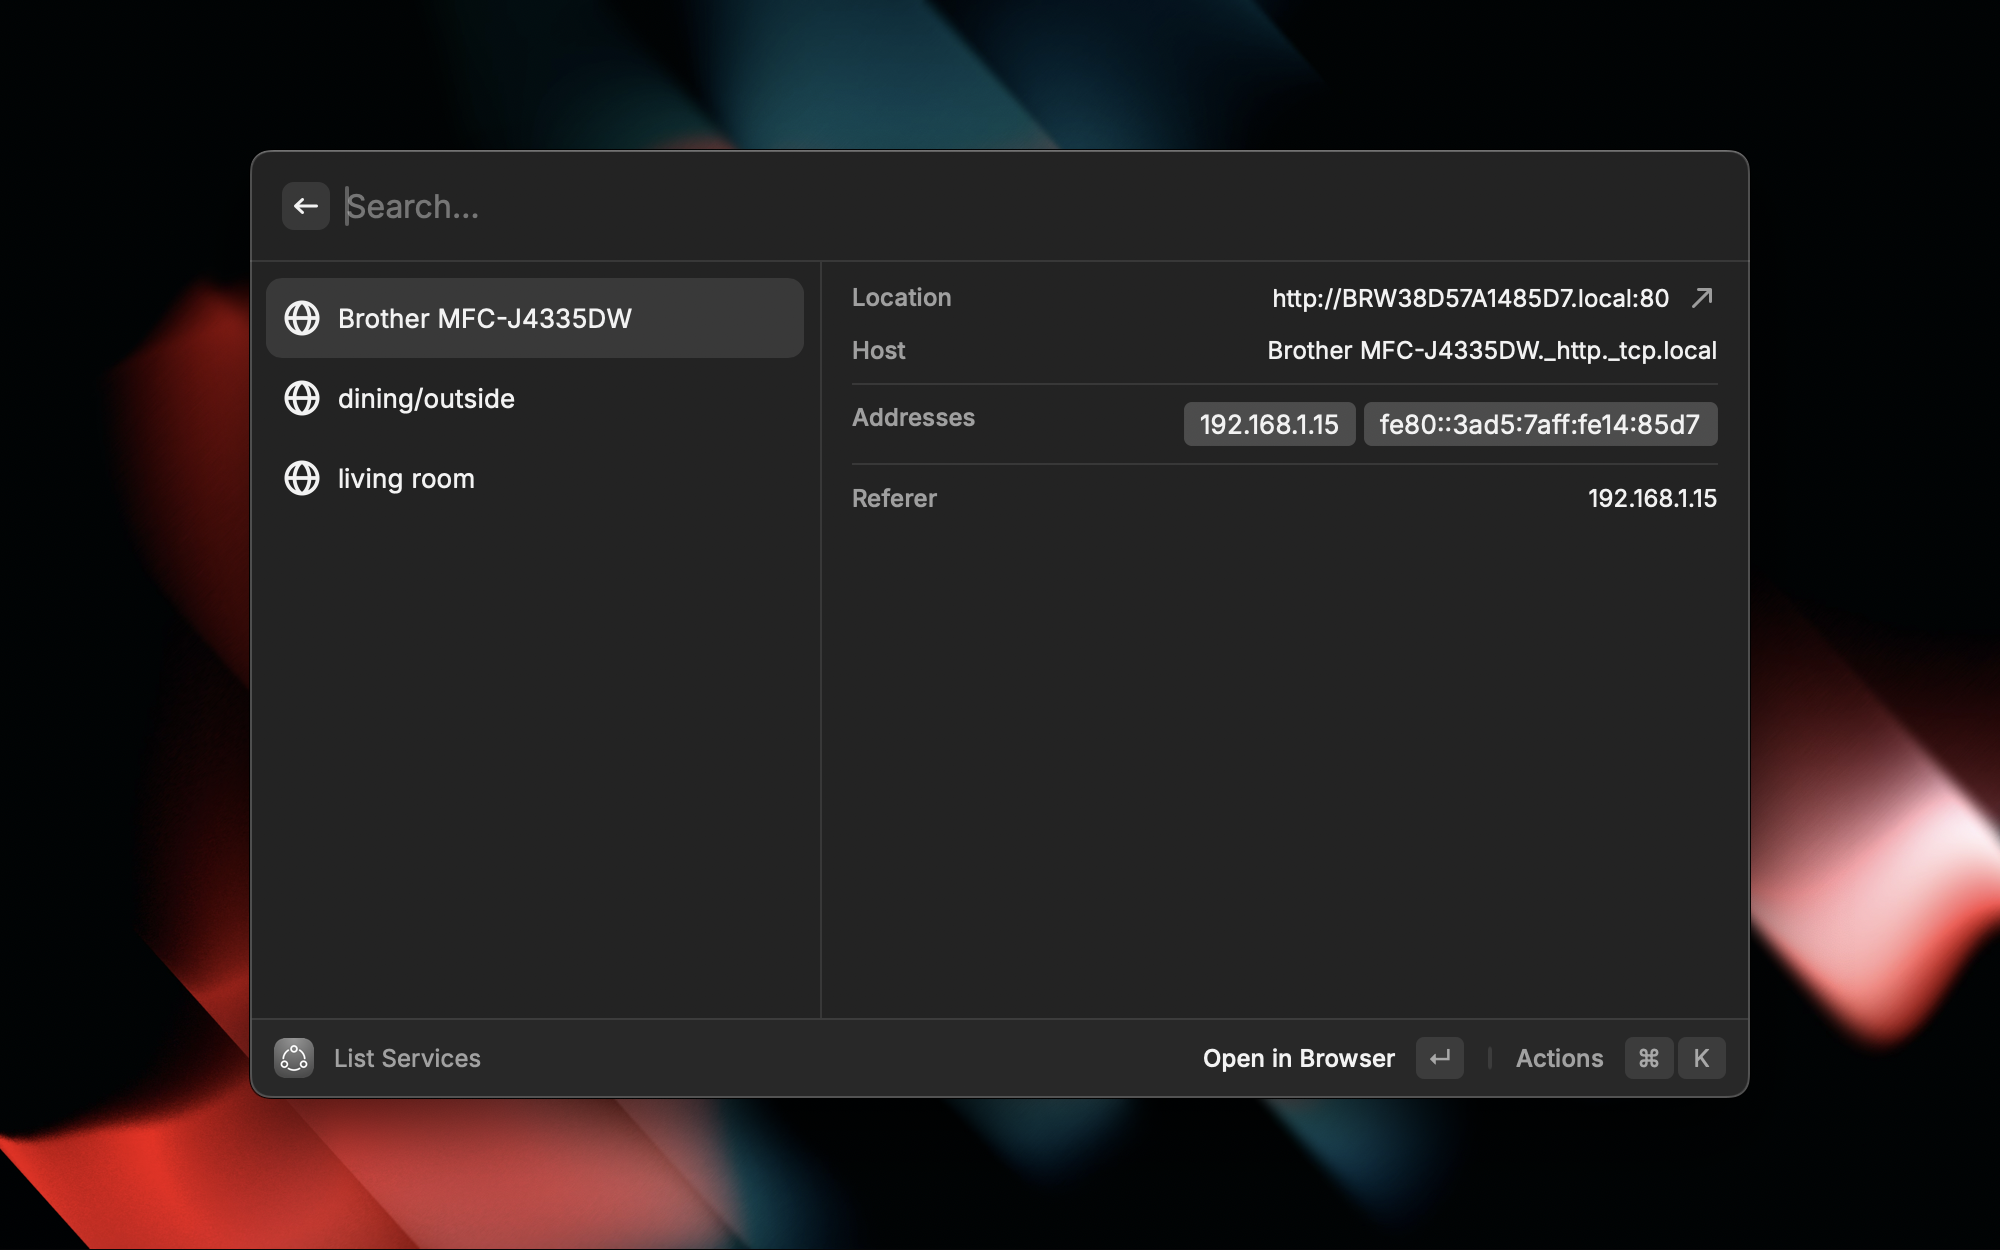 Search...
Brother MFC-J4335DW
dining/outside
living room
Location http://BRW38D57A1485D7.local:80
Host Brother MFC-J4335DW._http._tcp.local
Addresses 192.168.1.15 fe80::3ad5:7aff:fe14:85d7
Referer 192.168.1.15
List Services Open in Browser Actions ⌘ K